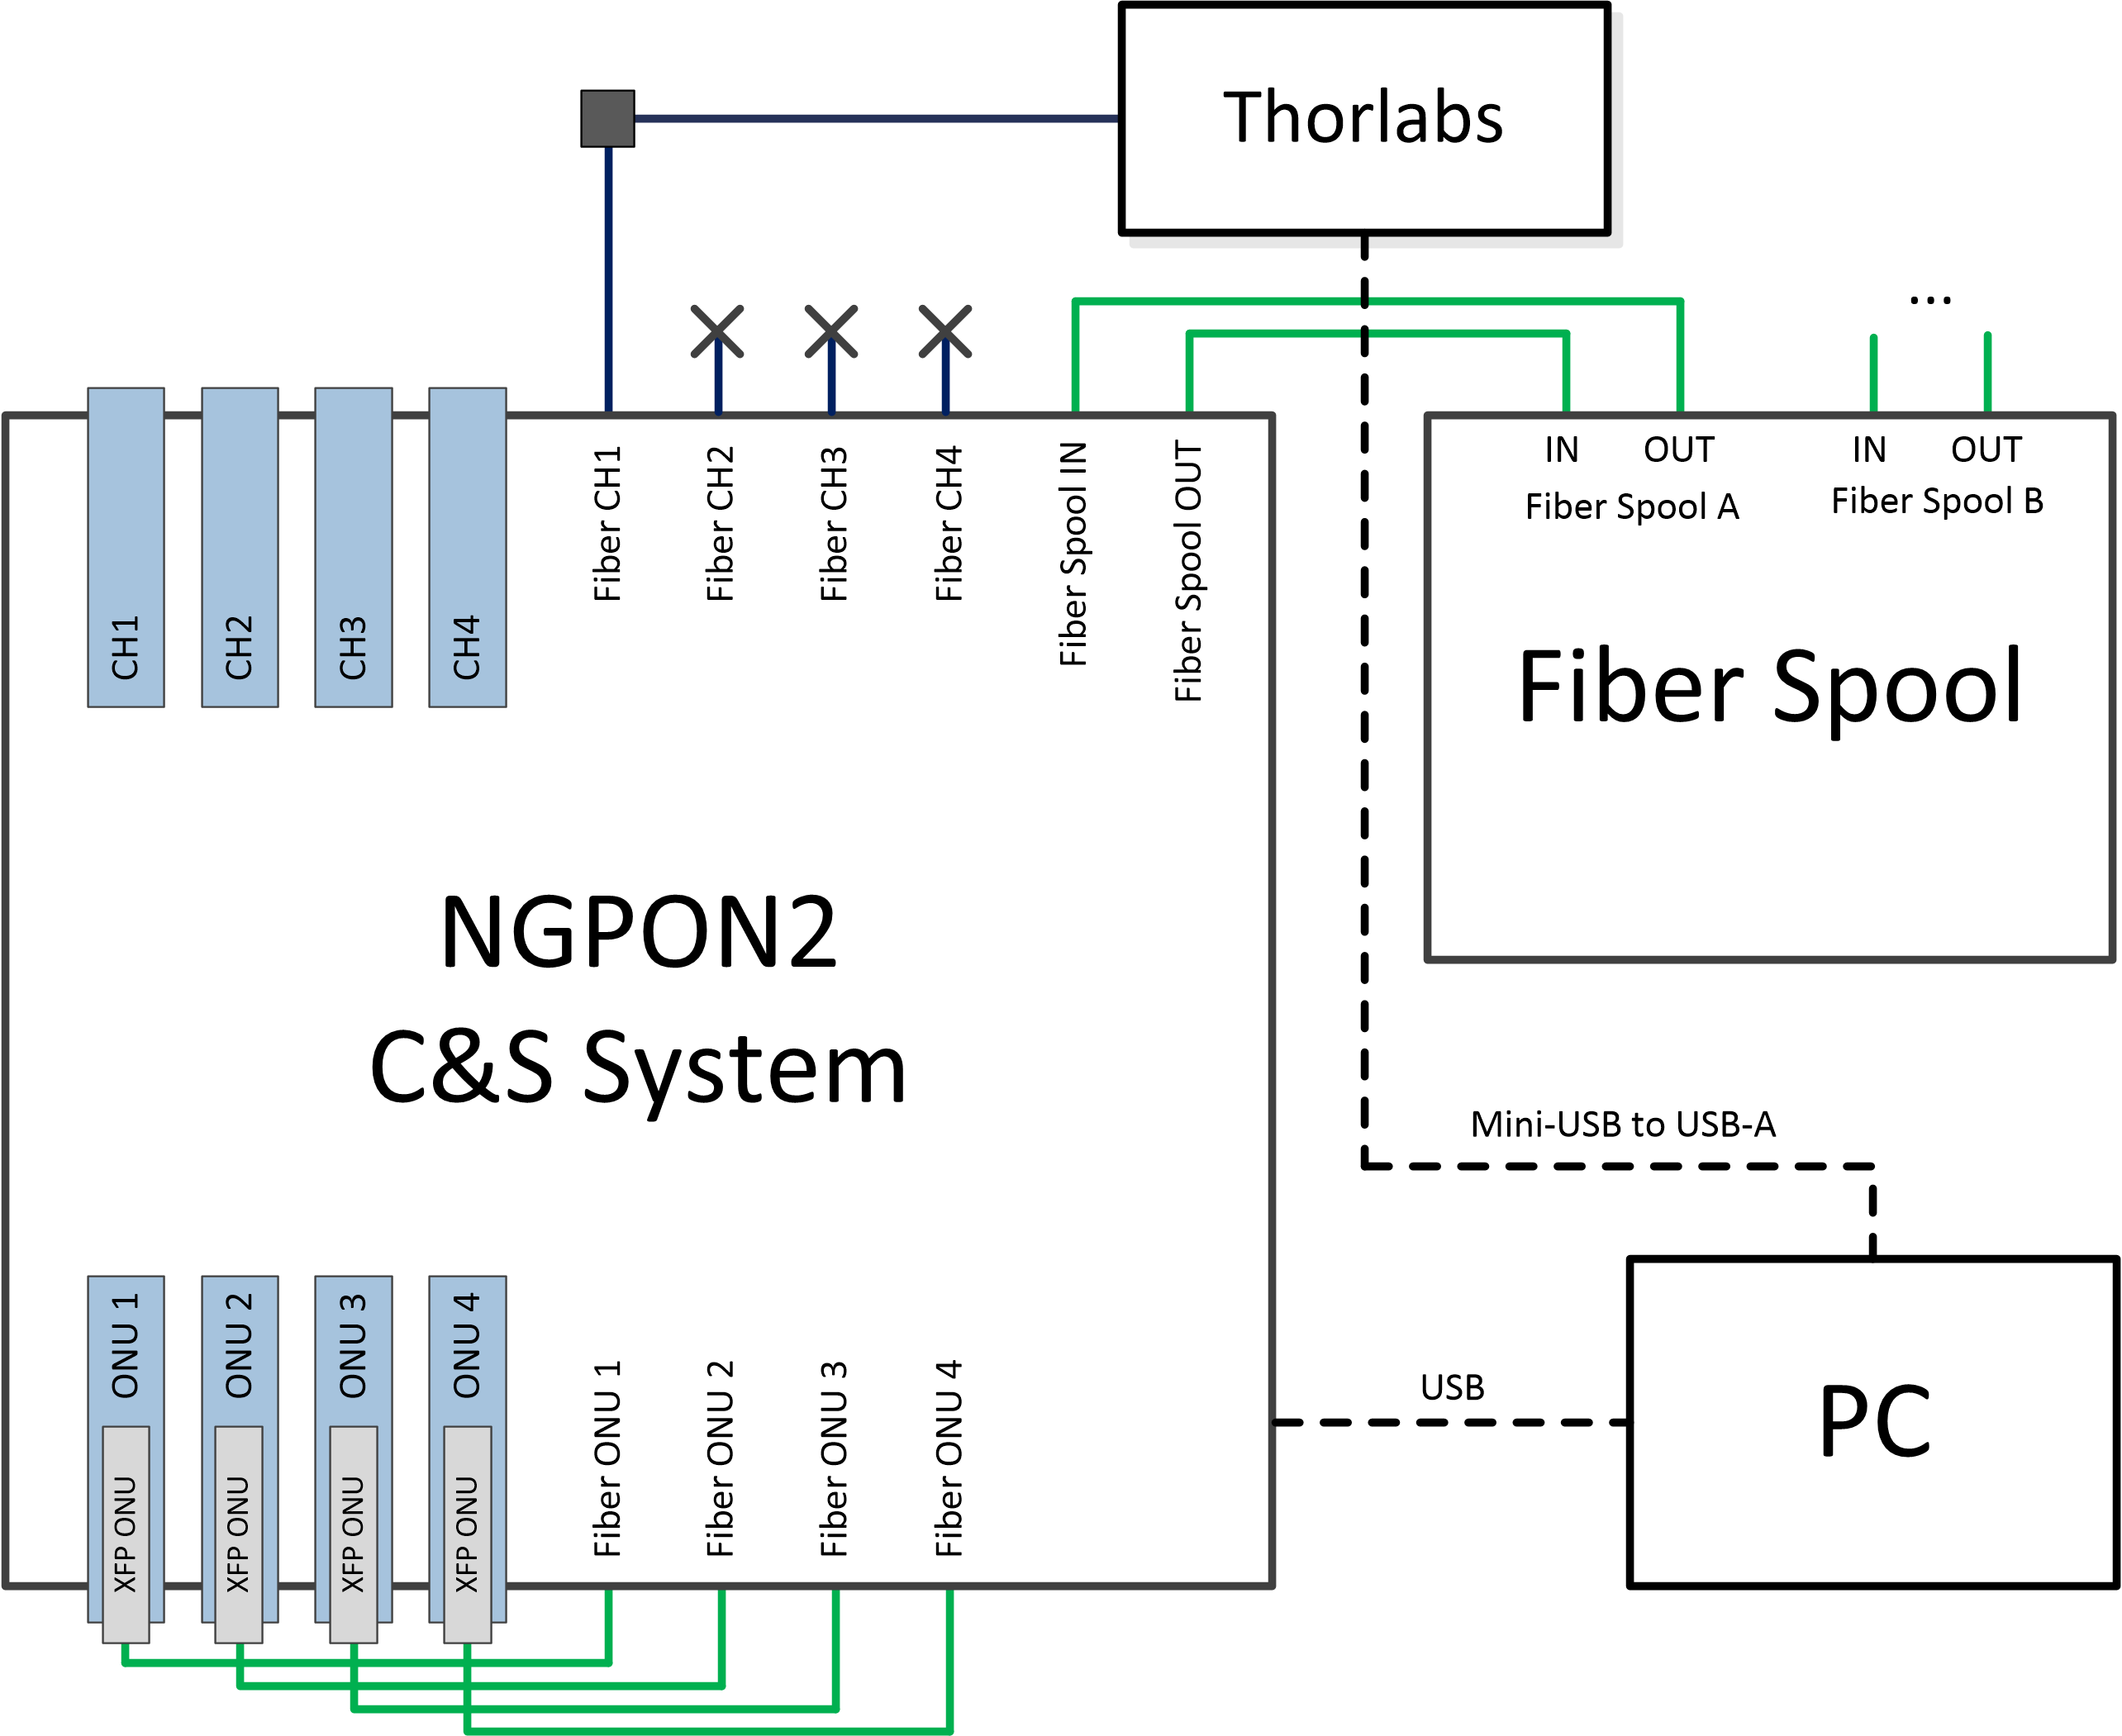 Thorlabs
...
CH1
CH2
CH3
CH4
Fiber CH1
Fiber CH2
Fiber CH3
Fiber CH4
Fiber Spool IN
Fiber Spool OUT
IN
OUT
Fiber Spool A
IN
OUT
Fiber Spool B
Fiber Spool
NGPON2
C&S System
Mini-USB to USB-A
USB
PC
ONU 1
ONU 2
ONU 3
ONU 4
XFP ONU
XFP ONU
XFP ONU
XFP ONU
Fiber ONU 1
Fiber ONU 2
Fiber ONU 3
Fiber ONU 4